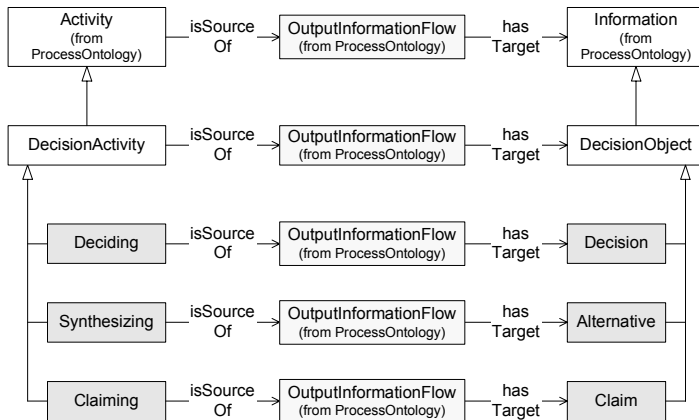 Activity
(from
ProcessOntology)
isSource
Of
OutputInformationFlow
(from ProcessOntology)
has
Target
Information
(from
ProcessOntology)
DecisionActivity
isSource
Of
OutputInformationFlow
(from ProcessOntology)
has
Target
DecisionObject
Deciding
isSource
Of
OutputInformationFlow
(from ProcessOntology)
has
Target
Decision
Synthesizing
isSource
Of
OutputInformationFlow
(from ProcessOntology)
has
Target
Alternative
Claiming
isSource
Of
OutputInformationFlow
(from ProcessOntology)
has
Target
Claim